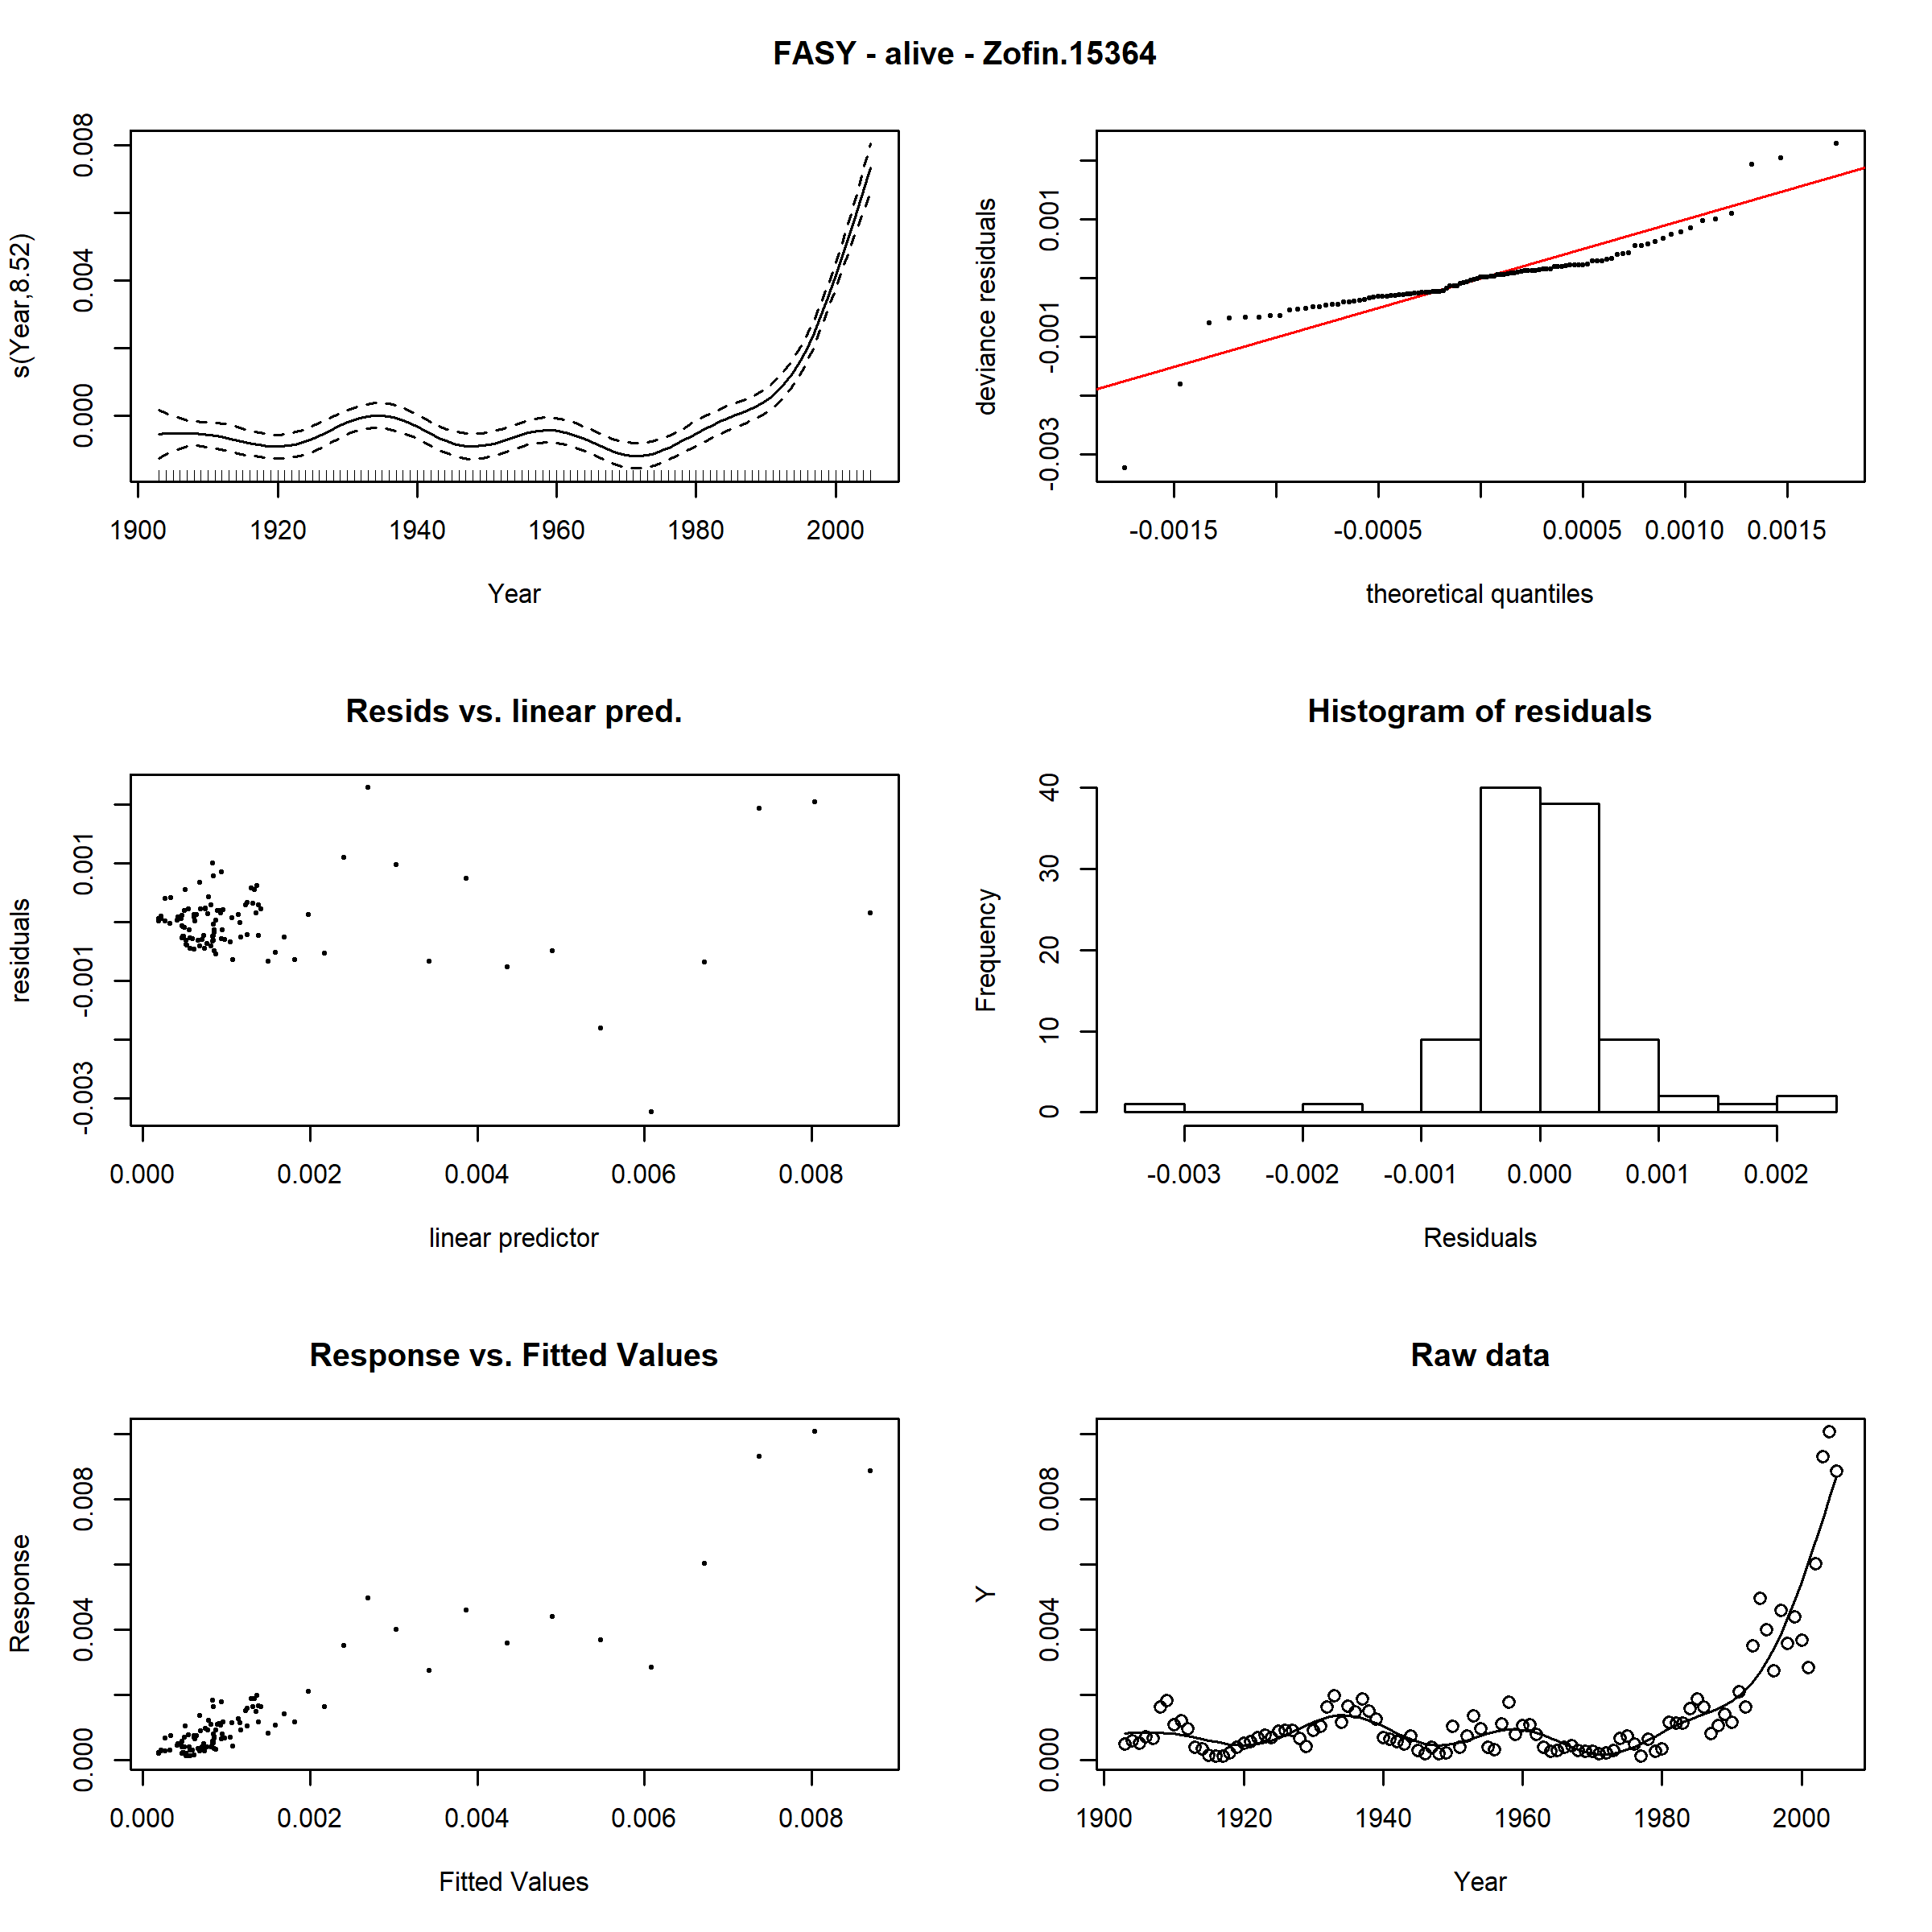 FASY - alive - Zofin.15364
s(Year,8.52)
0.000 0.004 0.008
1900 1920 1940 1960 1980 2000
Year
deviance residuals
-0.003 -0.001 0.001
-0.0015 -0.0005 0.0005 0.0010 0.0015
theoretical quantiles
Resids vs. linear pred.
residuals
-0.003 -0.001 0.001
0.000 0.002 0.004 0.006 0.008
linear predictor
Histogram of residuals
Frequency
0 10 20 30 40
-0.003 -0.002 -0.001 0.000 0.001 0.002
Residuals
Response vs. Fitted Values
Response
0.000 0.004 0.008
0.000 0.002 0.004 0.006 0.008
Fitted Values
Raw data
Y
0.000 0.004 0.008
1900 1920 1940 1960 1980 2000
Year